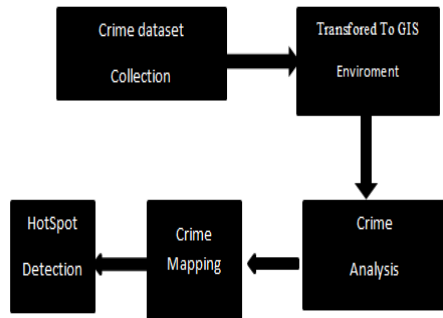 Crime dataset
Collection
Transfored To GIS
Enviroment
Crime
Analysis
Crime
Mapping
HotSpot
Detection